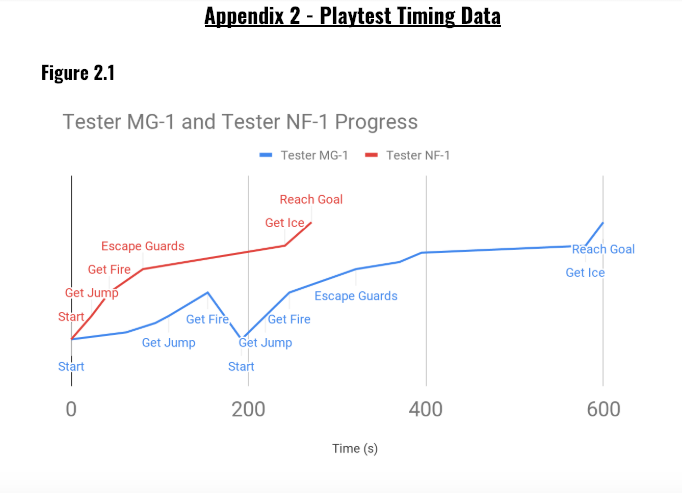 Appendix 2 - Playtest Timing Data
Figure 2.1
Tester MG-1 and Tester NF-1 Progress
Tester MG-1 Tester NF-1
Reach Goal
Get Ice
Escape Guards
Get Fire
Get Jump
Start
Reach Goal
Get Ice
Escape Guards
Get Fire Get Fire
Get Jump Get Jump
Start Start
0 200 400 600
Time (s)